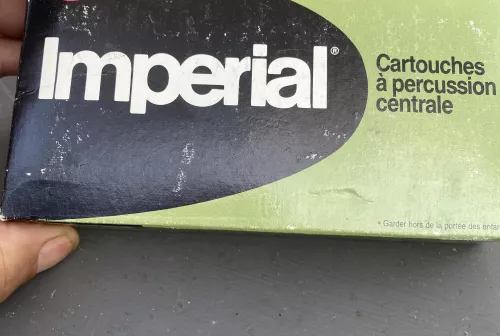 Imperial®
Cartouches
à percussion
centrale
* Garder hors de la portée des